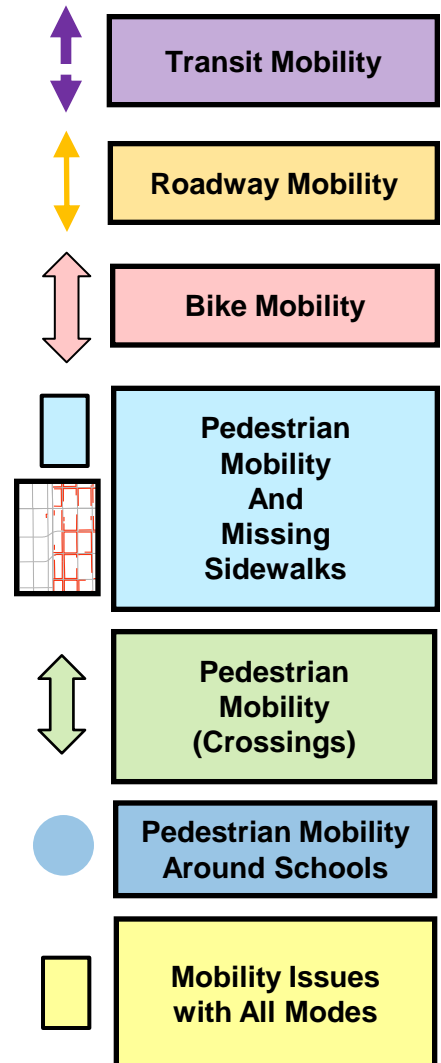 Transit Mobility
Roadway Mobility
Bike Mobility
Pedestrian
Mobility
And
Missing
Sidewalks
Pedestrian
Mobility
(Crossings)
Pedestrian Mobility
Around Schools
Mobility Issues
with All Modes